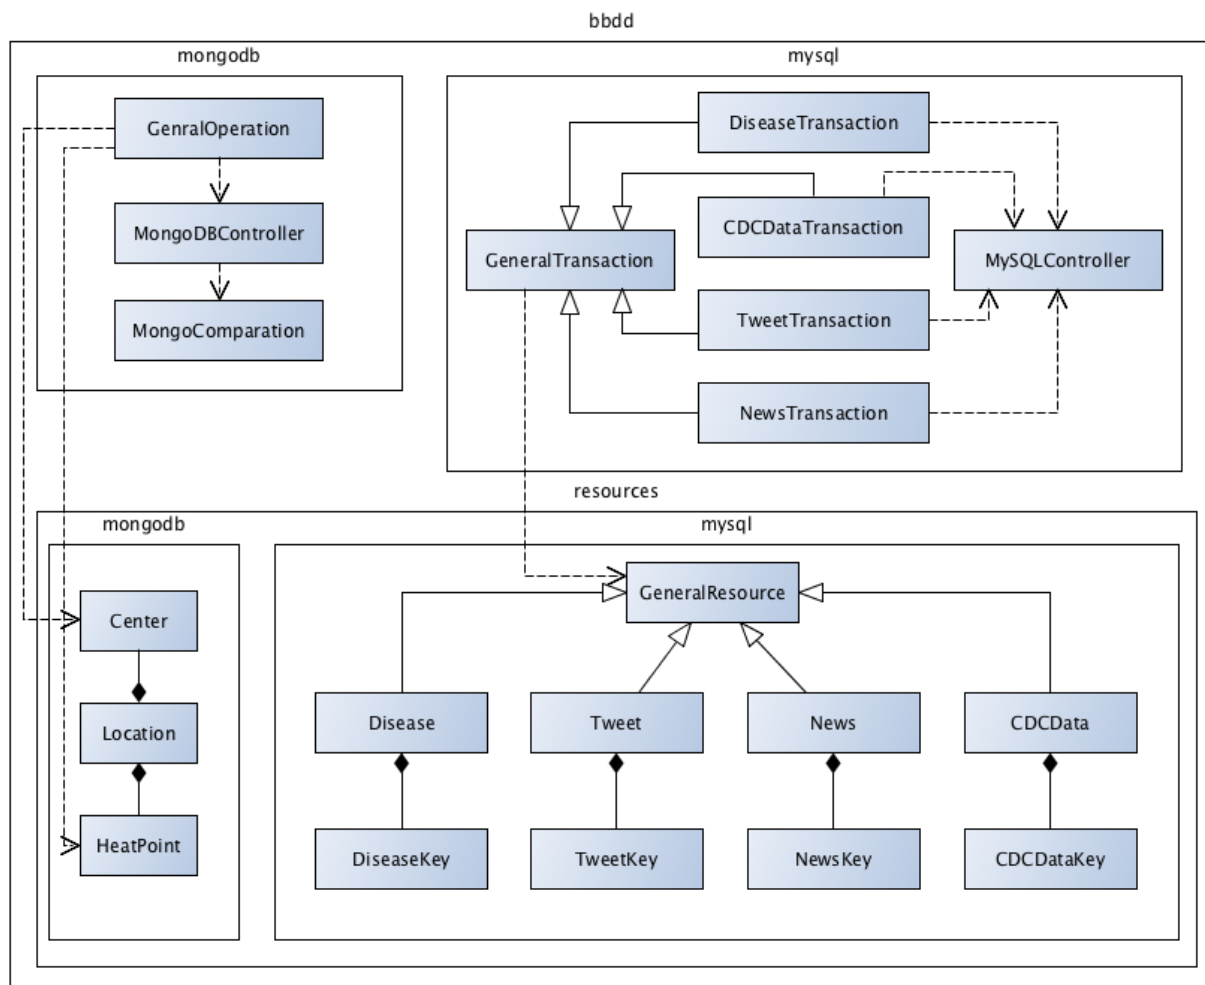 bbdd
mongodb
mysql
GenralOperation
MongoDBController
MongoComparation
DiseaseTransaction
CDCDataTransaction
GeneralTransaction
MySQLController
TweetTransaction
NewsTransaction
resources
mongodb
mysql
Center
Location
HeatPoint
GeneralResource
Disease
Tweet
News
CDCData
DiseaseKey
TweetKey
NewsKey
CDCDataKey